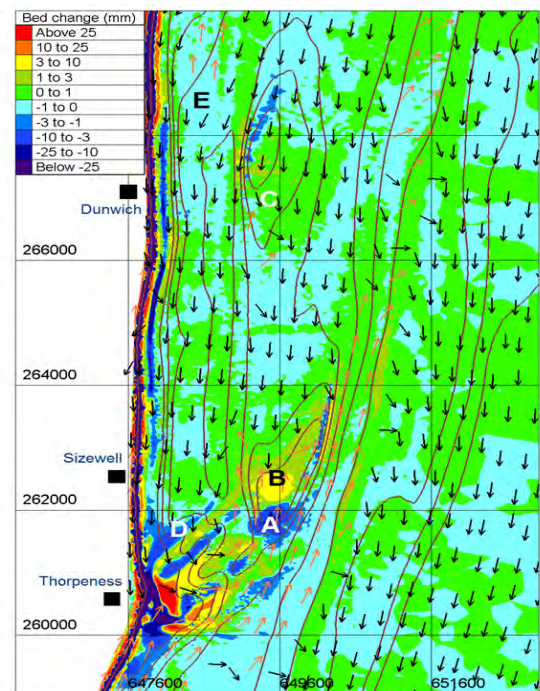 Bed change (mm)
Above 25
10 to 25
3 to 10
1 to 3
0 to 1
-1 to 0
-3 to -1
-10 to -3
-25 to -10
Below -25
E
Dunwich
C
266000
264000
Sizewell
B
262000
A
D
Thorpeness
260000
647600 649600 651600